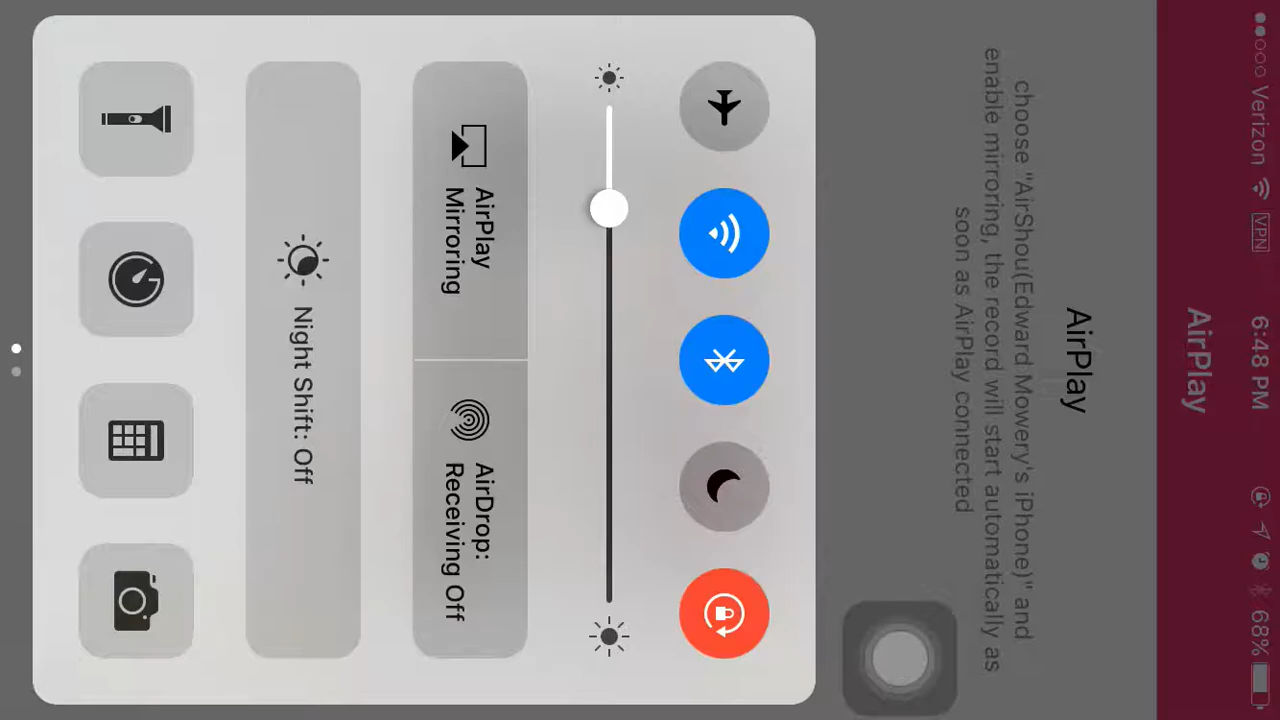 Verizon VPN 6:48 PM 68%
AirPlay
AirPlay
choose "AirShou(Edward Mowery's iPhone)" and
enable mirroring, the record will start automatically as
soon as AirPlay connected
AirPlay
Mirroring
AirDrop:
Receiving Off
Night Shift: Off